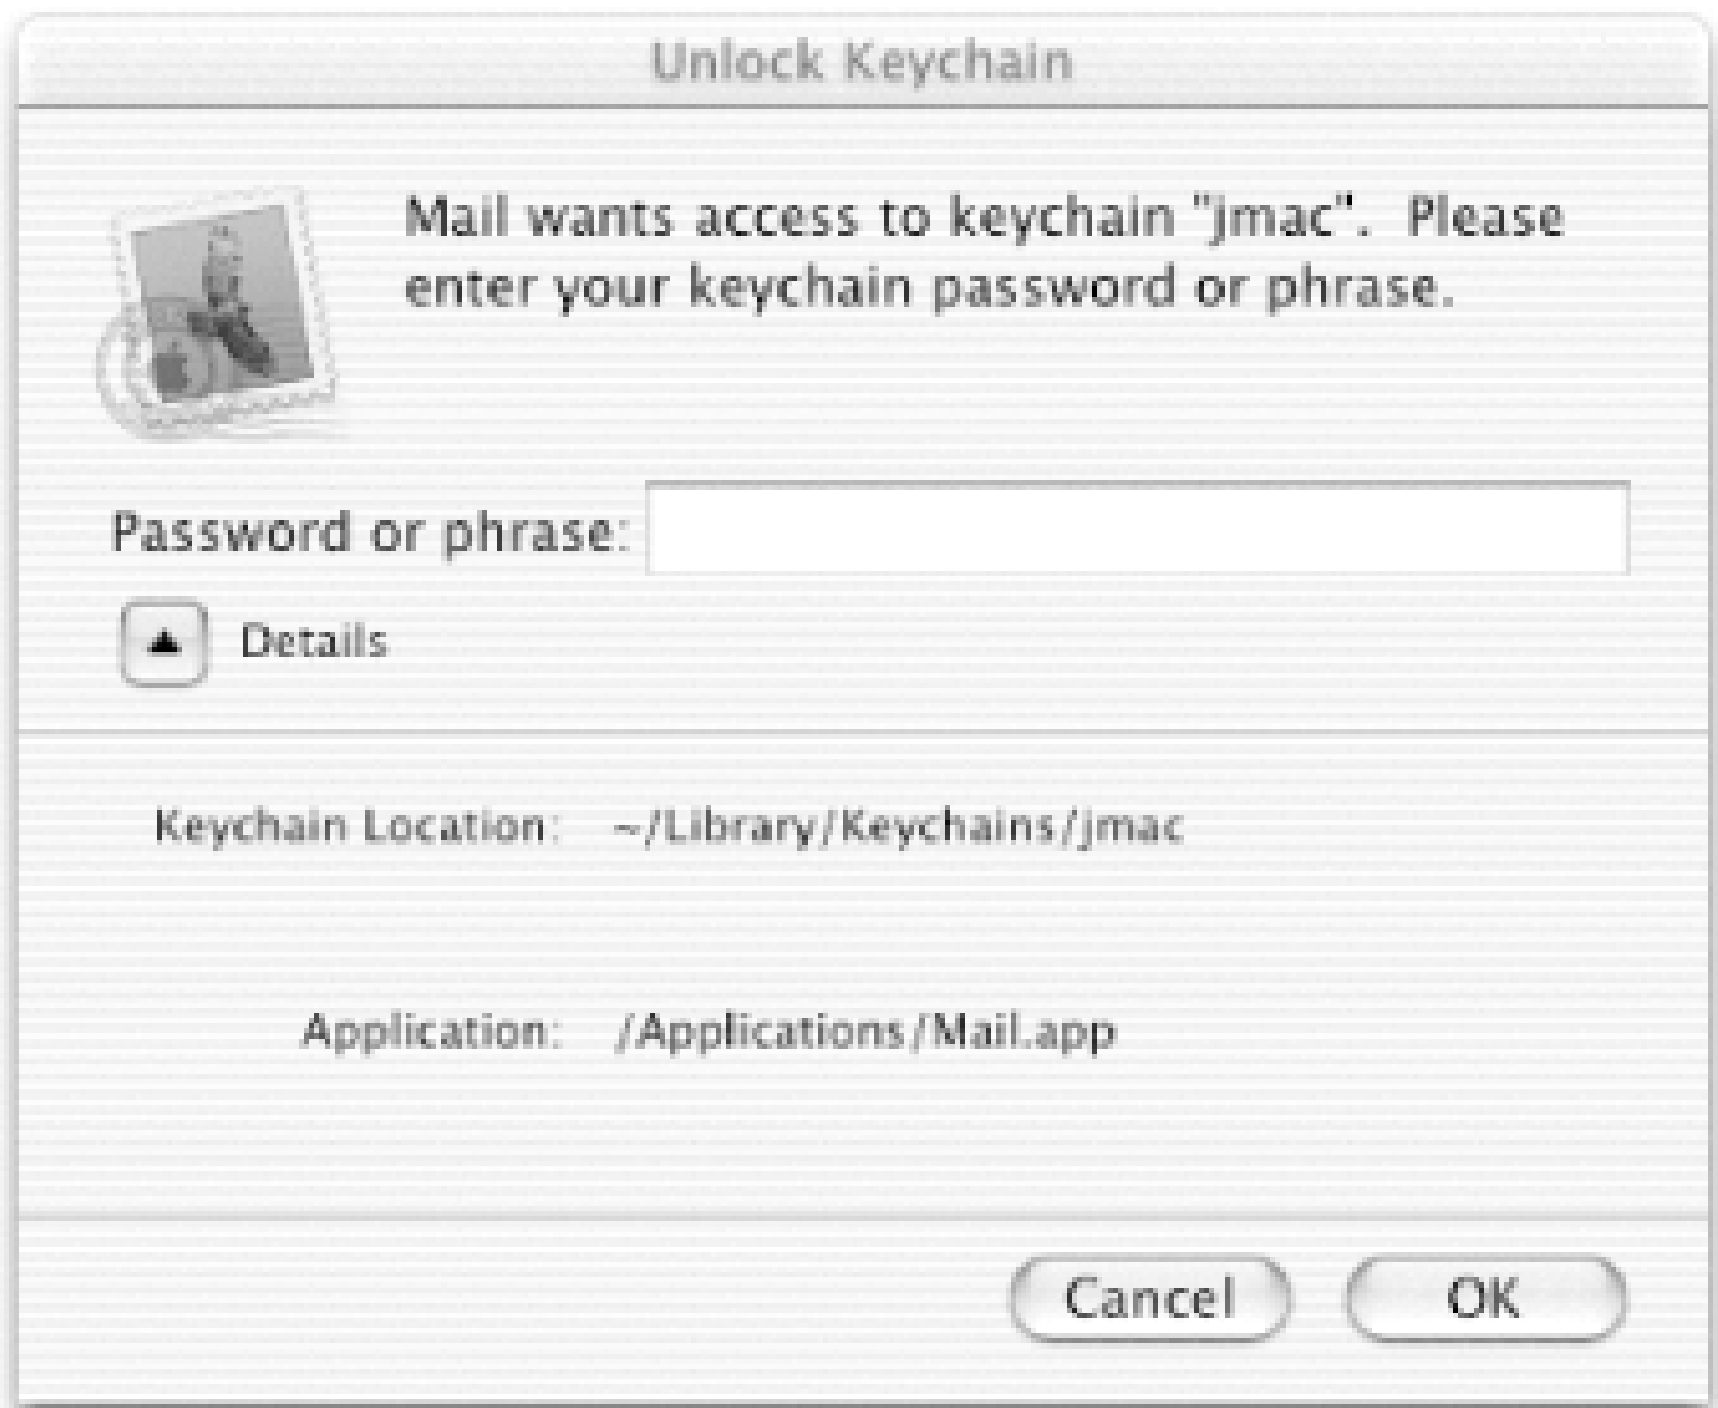 Unlock Keychain
Mail wants access to keychain "jmac".  Please
enter your keychain password or phrase.
Password or phrase:
Details
Keychain Location: ~/Library/Keychains/jmac
Application: /Applications/Mail.app
Cancel OK